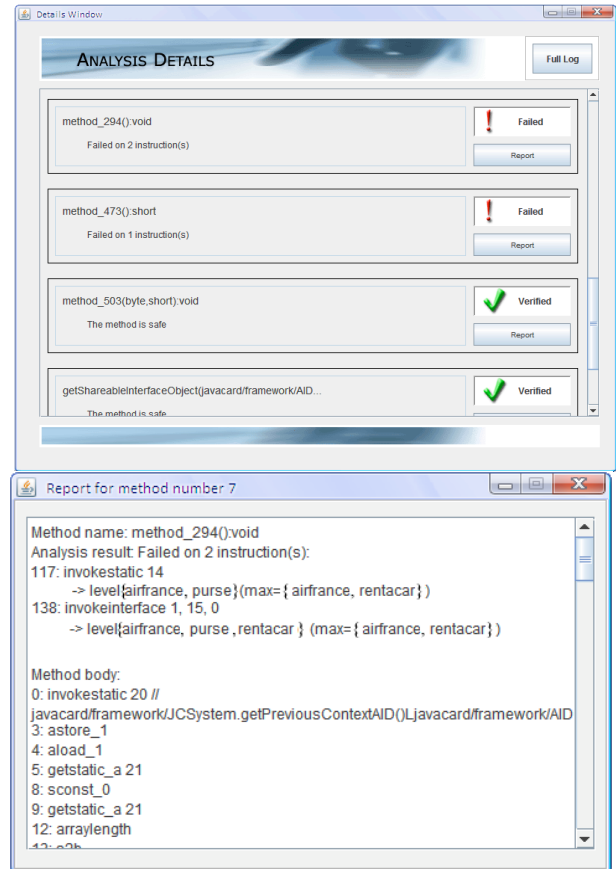 Details Window
ANALYSIS DETAILS
Full Log
method_294():void
Failed on 2 instruction(s)
Failed
Report
method_473():short
Failed on 1 instruction(s)
Failed
Report
method_503(byte,short):void
The method is safe
Verified
Report
getShareableInterfaceObject(javacard/framework/AID...
The method is safe
Verified
Report for method number 7
Method name: method_294():void
Analysis result: Failed on 2 instruction(s):
117: invokestatic 14
-> level{airfrance, purse}(max={ airfrance, rentacar} )
138: invokeinterface 1, 15, 0
-> level{airfrance, purse ,rentacar } (max={ airfrance, rentacar} )
Method body:
0: invokestatic 20 //
javacard/framework/JCSystem.getPreviousContextAID()Ljavacard/framework/AID
3: astore_1
4: aload_1
5: getstatic_a 21
8: sconst_0
9: getstatic_a 21
12: arraylength